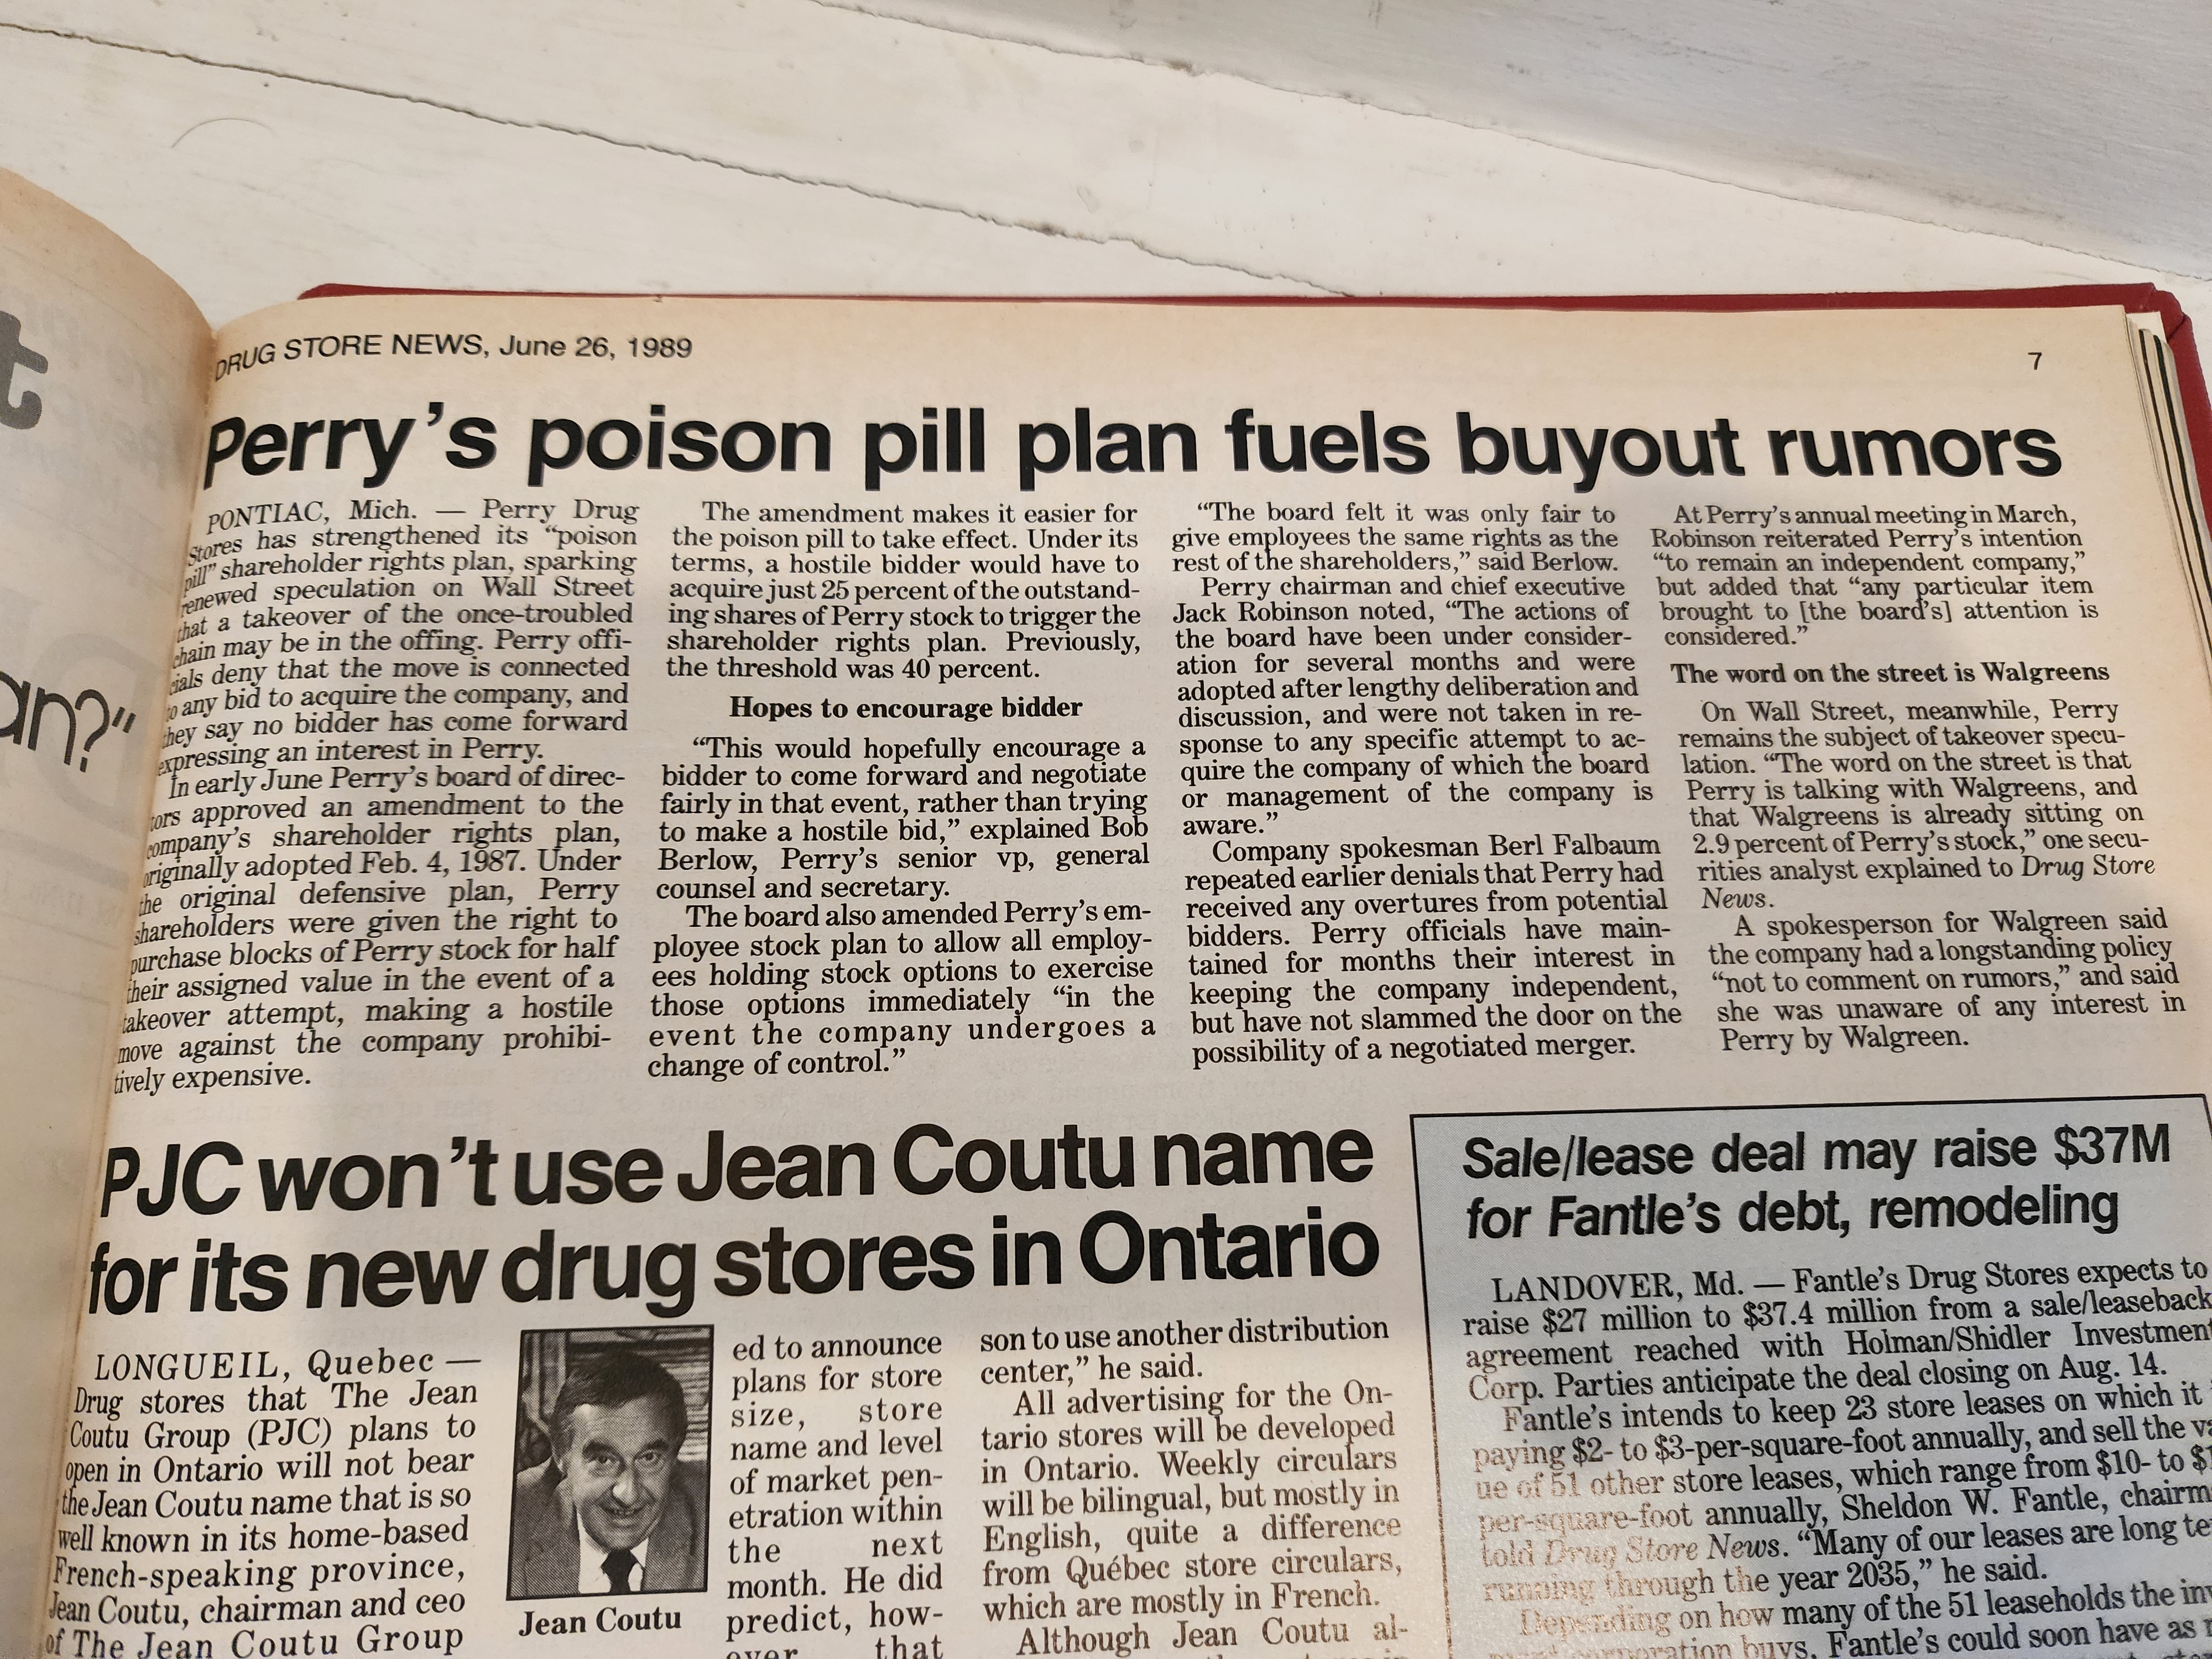 t
an?”
DRUG STORE NEWS, June 26, 1989
7
Perry’s poison pill plan fuels buyout rumors
PONTIAC, Mich. — Perry Drug
Stores has strengthened its “poison
pill” shareholder rights plan, sparking
renewed speculation on Wall Street
that a takeover of the once-troubled
chain may be in the offing. Perry offi-
cials deny that the move is connected
to any bid to acquire the company, and
they say no bidder has come forward
expressing an interest in Perry.
In early June Perry’s board of direc-
tors approved an amendment to the
company’s shareholder rights plan,
originally adopted Feb. 4, 1987. Under
the original defensive plan, Perry
shareholders were given the right to
purchase blocks of Perry stock for half
their assigned value in the event of a
takeover attempt, making a hostile
move against the company prohibi-
tively expensive.
The amendment makes it easier for
the poison pill to take effect. Under its
terms, a hostile bidder would have to
acquire just 25 percent of the outstand-
ing shares of Perry stock to trigger the
shareholder rights plan. Previously,
the threshold was 40 percent.
Hopes to encourage bidder
“This would hopefully encourage a
bidder to come forward and negotiate
fairly in that event, rather than trying
to make a hostile bid,” explained Bob
Berlow, Perry’s senior vp, general
counsel and secretary.
The board also amended Perry’s em-
ployee stock plan to allow all employ-
ees holding stock options to exercise
those options immediately “in the
event the company undergoes a
change of control.”
“The board felt it was only fair to
give employees the same rights as the
rest of the shareholders,” said Berlow.
Perry chairman and chief executive
Jack Robinson noted, “The actions of
the board have been under consider-
ation for several months and were
adopted after lengthy deliberation and
discussion, and were not taken in re-
sponse to any specific attempt to ac-
quire the company of which the board
or management of the company is
aware.”
Company spokesman Berl Falbaum
repeated earlier denials that Perry had
received any overtures from potential
bidders. Perry officials have main-
tained for months their interest in
keeping the company independent,
but have not slammed the door on the
possibility of a negotiated merger.
At Perry’s annual meeting in March,
Robinson reiterated Perry’s intention
“to remain an independent company,”
but added that “any particular item
brought to [the board’s] attention is
considered.”
The word on the street is Walgreens
On Wall Street, meanwhile, Perry
remains the subject of takeover specu-
lation. “The word on the street is that
Perry is talking with Walgreens, and
that Walgreens is already sitting on
2.9 percent of Perry’s stock,” one secu-
rities analyst explained to Drug Store
News.
A spokesperson for Walgreen said
the company had a longstanding policy
“not to comment on rumors,” and said
she was unaware of any interest in
Perry by Walgreen.
PJC won’t use Jean Coutu name
for its new drug stores in Ontario
LONGUEIL, Quebec —
Drug stores that The Jean
Coutu Group (PJC) plans to
open in Ontario will not bear
the Jean Coutu name that is so
well known in its home-based
French-speaking province,
Jean Coutu, chairman and ceo
of The Jean Coutu Group
Jean Coutu
ed to announce
plans for store
size, store
name and level
of market pen-
etration within
the next
month. He did
predict, how-
ever that
son to use another distribution
center,” he said.
All advertising for the On-
tario stores will be developed
in Ontario. Weekly circulars
will be bilingual, but mostly in
English, quite a difference
from Québec store circulars,
which are mostly in French.
Although Jean Coutu al-
Sale/lease deal may raise $37M
for Fantle’s debt, remodeling
LANDOVER, Md. — Fantle’s Drug Stores expects to
raise $27 million to $37.4 million from a sale/leaseback
agreement reached with Holman/Shidler Investment
Corp. Parties anticipate the deal closing on Aug. 14.
Fantle’s intends to keep 23 store leases on which it
paying $2- to $3-per-square-foot annually, and sell the va
ue of 51 other store leases, which range from $10- to $1
per-square-foot annually, Sheldon W. Fantle, chairm
told Drug Store News. “Many of our leases are long te
running through the year 2035,” he said.
Depending on how many of the 51 leaseholds the inv
corporation buys, Fantle’s could soon have as